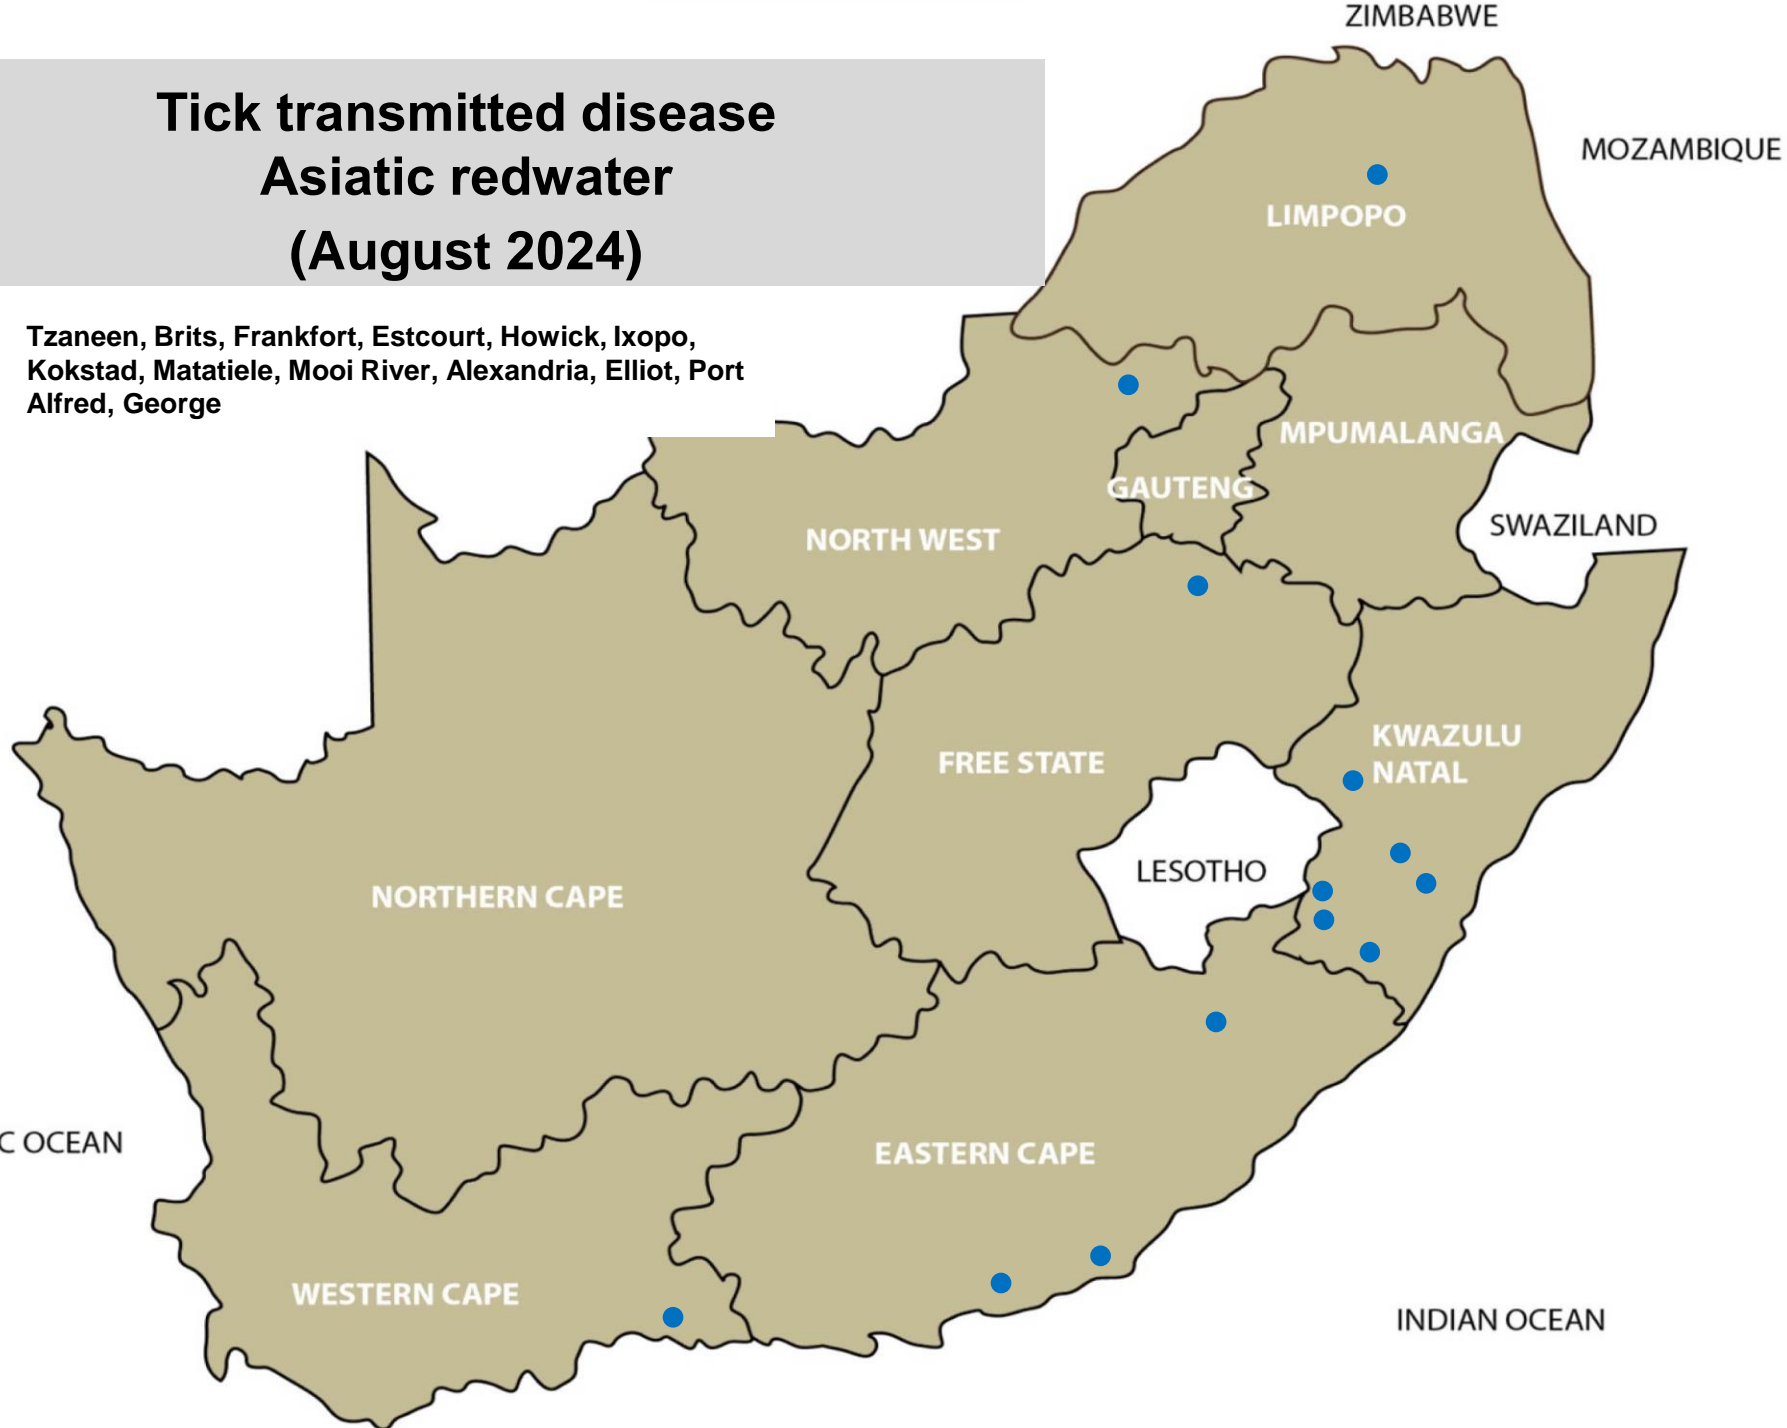 ZIMBABWE
Tick transmitted disease
Asiatic redwater
(August 2024)
MOZAMBIQUE
LIMPOPO
Tzaneen, Brits, Frankfort, Estcourt, Howick, Ixopo,
Kokstad, Matatiele, Mooi River, Alexandria, Elliot, Port
Alfred, George
MPUMALANGA
GAUTENG
SWAZILAND
NORTH WEST
KWAZULU
NATAL
FREE STATE
LESOTHO
NORTHERN CAPE
C OCEAN
EASTERN CAPE
WESTERN CAPE
INDIAN OCEAN